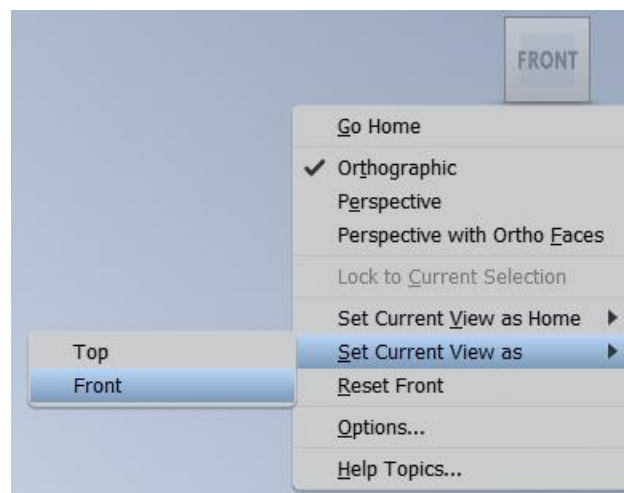 FRONT
Go Home
Orthographic
Perspective
Perspective with Ortho Faces
Lock to Current Selection
Set Current View as Home
Set Current View as
Top
Front
Reset Front
Options...
Help Topics...